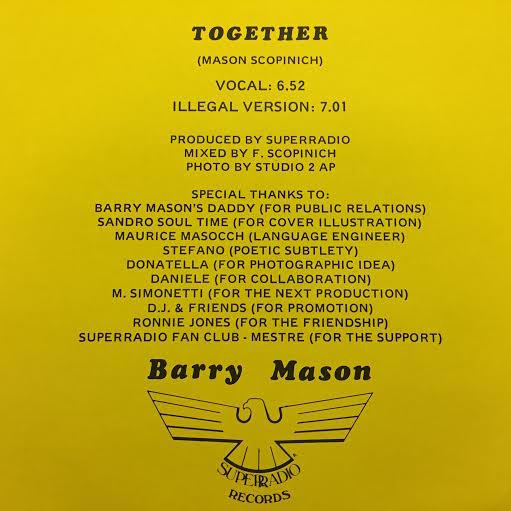 TOGETHER
(MASON SCOPINICH)
VOCAL: 6.52
ILLEGAL VERSION: 7.01
PRODUCED BY SUPERRADIO
MIXED BY F. SCOPINICH
PHOTO BY STUDIO 2 AP
SPECIAL THANKS TO:
BARRY MASON'S DADDY (FOR PUBLIC RELATIONS)
SANDRO SOUL TIME (FOR COVER ILLUSTRATION)
MAURICE MASOCCH (LANGUAGE ENGINEER)
STEFANO (POETIC SUBTLETY)
DONATELLA (FOR PHOTOGRAPHIC IDEA)
DANIELE (FOR COLLABORATION)
M. SIMONETTI (FOR THE NEXT PRODUCTION)
D.J. & FRIENDS (FOR PROMOTION)
RONNIE JONES (FOR THE FRIENDSHIP)
SUPERRADIO FAN CLUB - MESTRE (FOR THE SUPPORT)
Barry Mason
SUPERRADIO
RECORDS